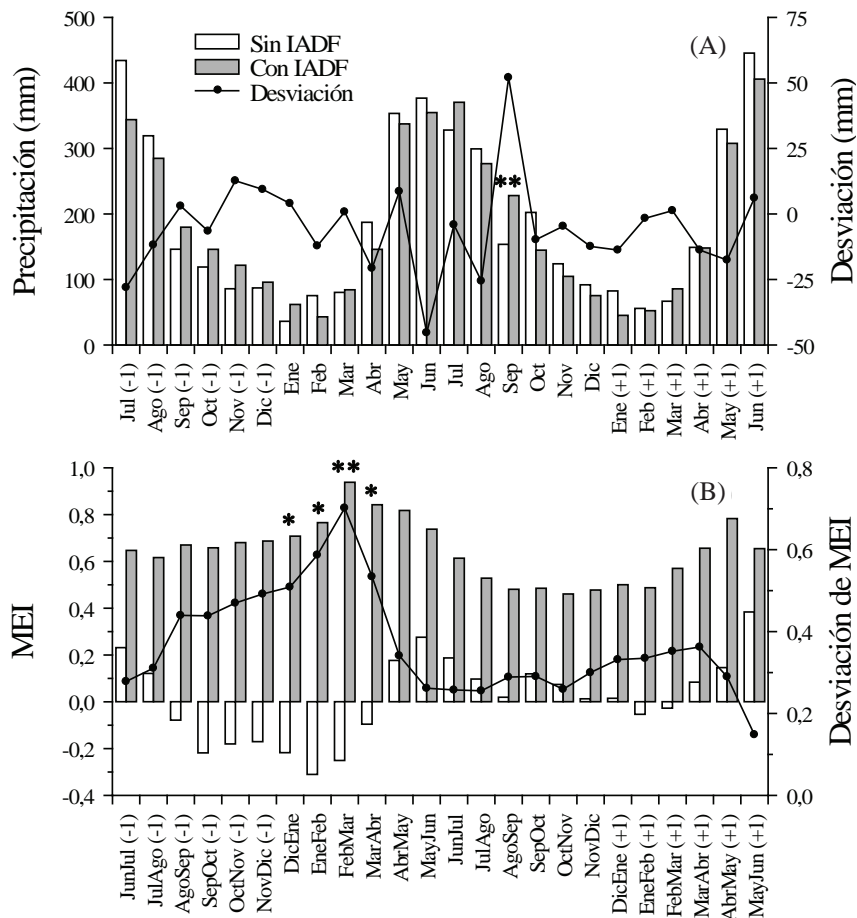 (A)
Sin IADF
Con IADF
Desviación
Precipitación (mm)
500
400
300
200
100
0
**
75
50
25
0
-25
-50
Desviación (mm)
Jul (-1)
Ago (-1)
Sep (-1)
Oct (-1)
Nov (-1)
Dic (-1)
Ene
Feb
Mar
Abr
May
Jun
Jul
Ago
Sep
Oct
Nov
Dic
Ene (+1)
Feb (+1)
Mar (+1)
Abr (+1)
May (+1)
Jun (+1)
(B)
MEI
1,0
0,8
0,6
0,4
0,2
0,0
-0,2
-0,4
*
*
**
*
0,8
0,6
0,4
0,2
0,0
Desviación de MEI
JunJul (-1)
JulAgo (-1)
AgoSep (-1)
SepOct (-1)
OctNov (-1)
NovDic (-1)
DicEne
EneFeb
FebMar
MarAbr
AbrMay
MayJun
JunJul
JulAgo
AgoSep
SepOct
OctNov
NovDic
DicEne (+1)
EneFeb (+1)
FebMar (+1)
MarAbr (+1)
AbrMay (+1)
MayJun (+1)